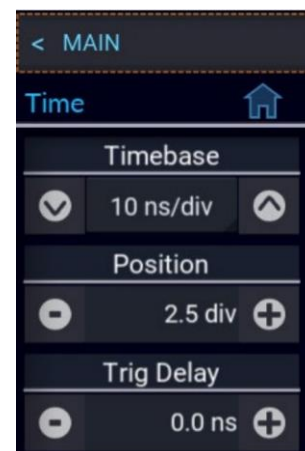 < MAIN
Time
Timebase
10 ns/div
Position
2.5 div
Trig Delay
0.0 ns